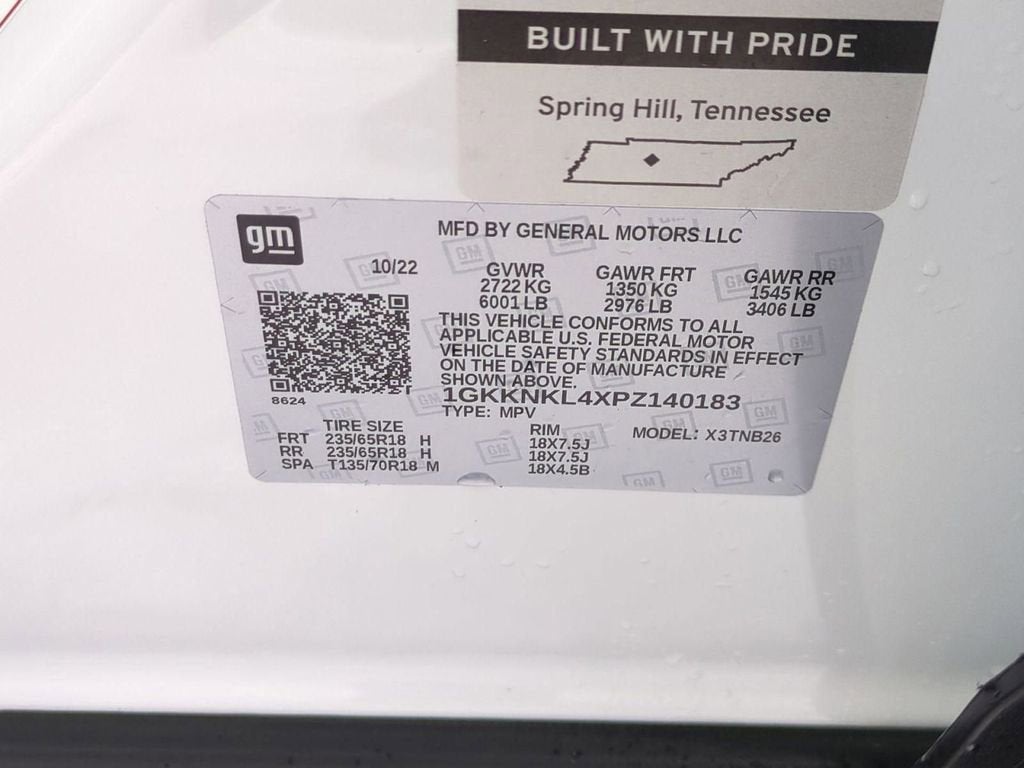 BUILT WITH PRIDE
Spring Hill, Tennessee
gm
MFD BY GENERAL MOTORS LLC
10/22
GVWR
2722 KG
6001 LB
GAWR FRT
1350 KG
2976 LB
GAWR RR
1545 KG
3406 LB
THIS VEHICLE CONFORMS TO ALL
APPLICABLE U.S. FEDERAL MOTOR
VEHICLE SAFETY STANDARDS IN EFFECT
ON THE DATE OF MANUFACTURE
SHOWN ABOVE.
8624
1GKKNKL4XPZ140183
TYPE: MPV
MODEL: X3TNB26
TIRE SIZE
RIM
FRT 235/65R18 H 18X7.5J
RR 235/65R18 H 18X7.5J
SPA T135/70R18 M 18X4.5B